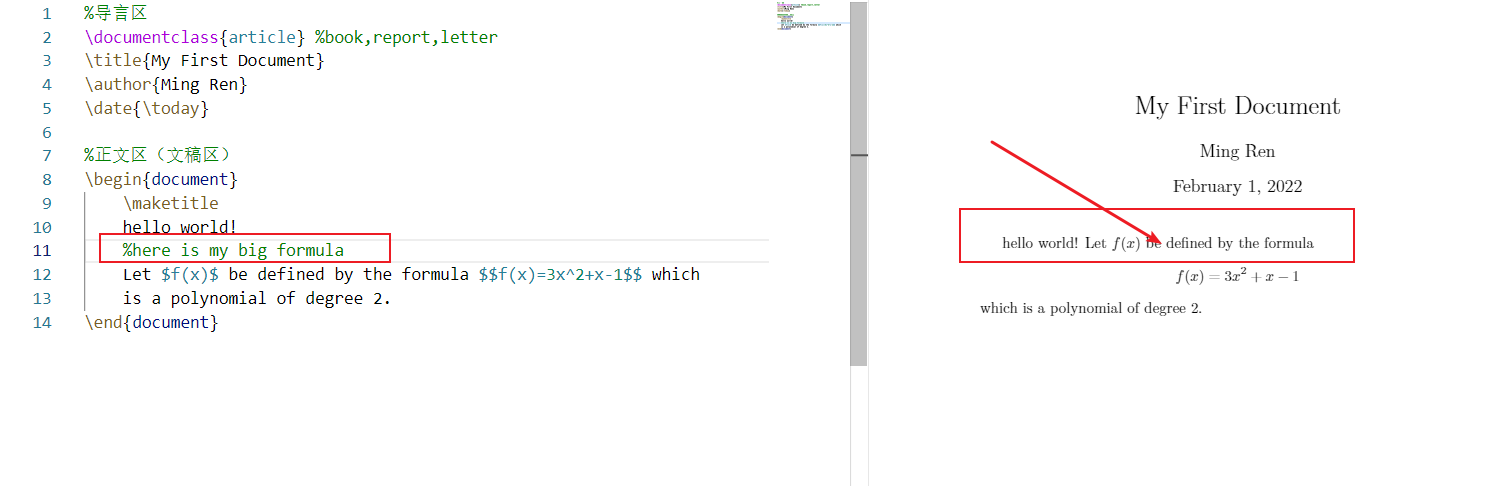 1 %导言区
2 \documentclass{article} %book,report,letter
3 \title{My First Document}
4 \author{Ming Ren}
5 \date{\today}
6
7 %正文区（文稿区）
8 \begin{document}
9 \maketitle
10 hello world!
11 %here is my big formula
12 Let $f(x)$ be defined by the formula $$f(x)=3x^2+x-1$$ which
13 is a polynomial of degree 2.
14 \end{document}
My First Document
Ming Ren
February 1, 2022
hello world! Let f(x) be defined by the formula
f(x) = 3x² + x − 1
which is a polynomial of degree 2.